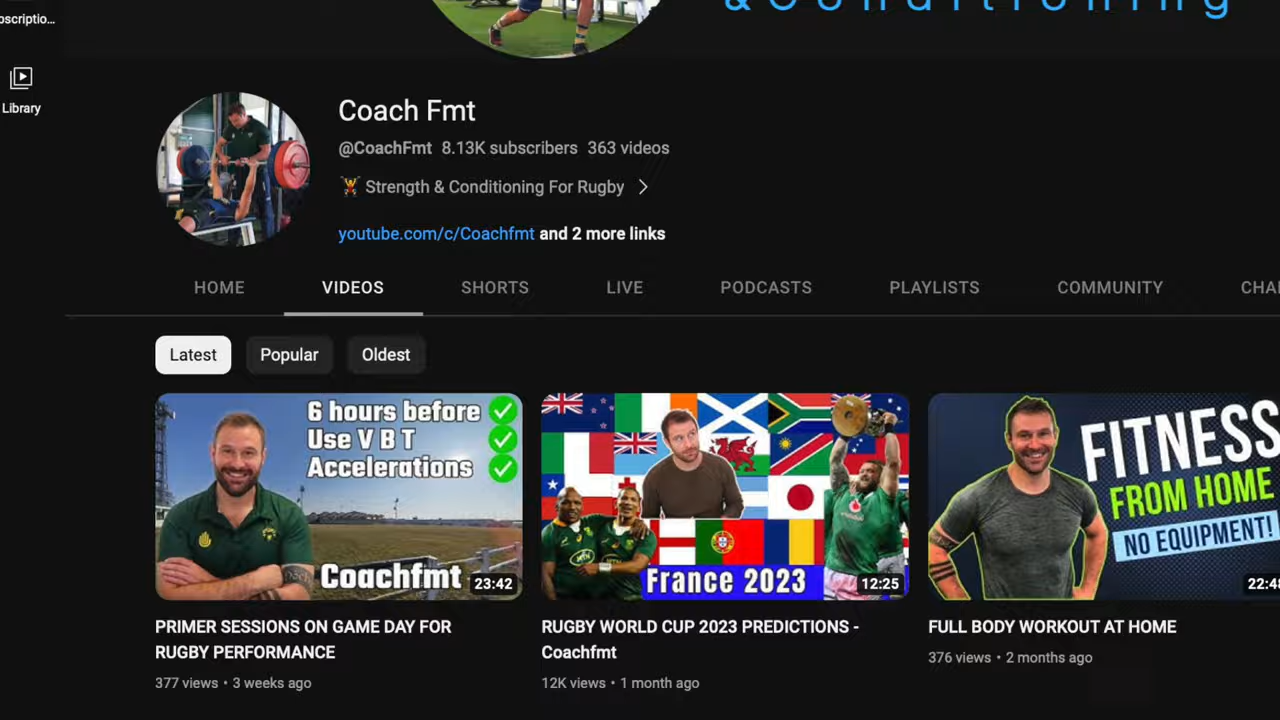 & Conditioning
Library
Coach Fmt
@CoachFmt 8.13K subscribers 363 videos
Strength & Conditioning For Rugby
youtube.com/c/Coachfmt and 2 more links
HOME VIDEOS SHORTS LIVE PODCASTS PLAYLISTS COMMUNITY
Latest Popular Oldest
6 hours before
Use V B T
Accelerations
Coachfmt
23:42
France 2023
12:25
FITNESS
FROM HOME
NO EQUIPMENT!
PRIMER SESSIONS ON GAME DAY FOR
RUGBY PERFORMANCE
377 views • 3 weeks ago
RUGBY WORLD CUP 2023 PREDICTIONS -
Coachfmt
12K views • 1 month ago
FULL BODY WORKOUT AT HOME
376 views • 2 months ago